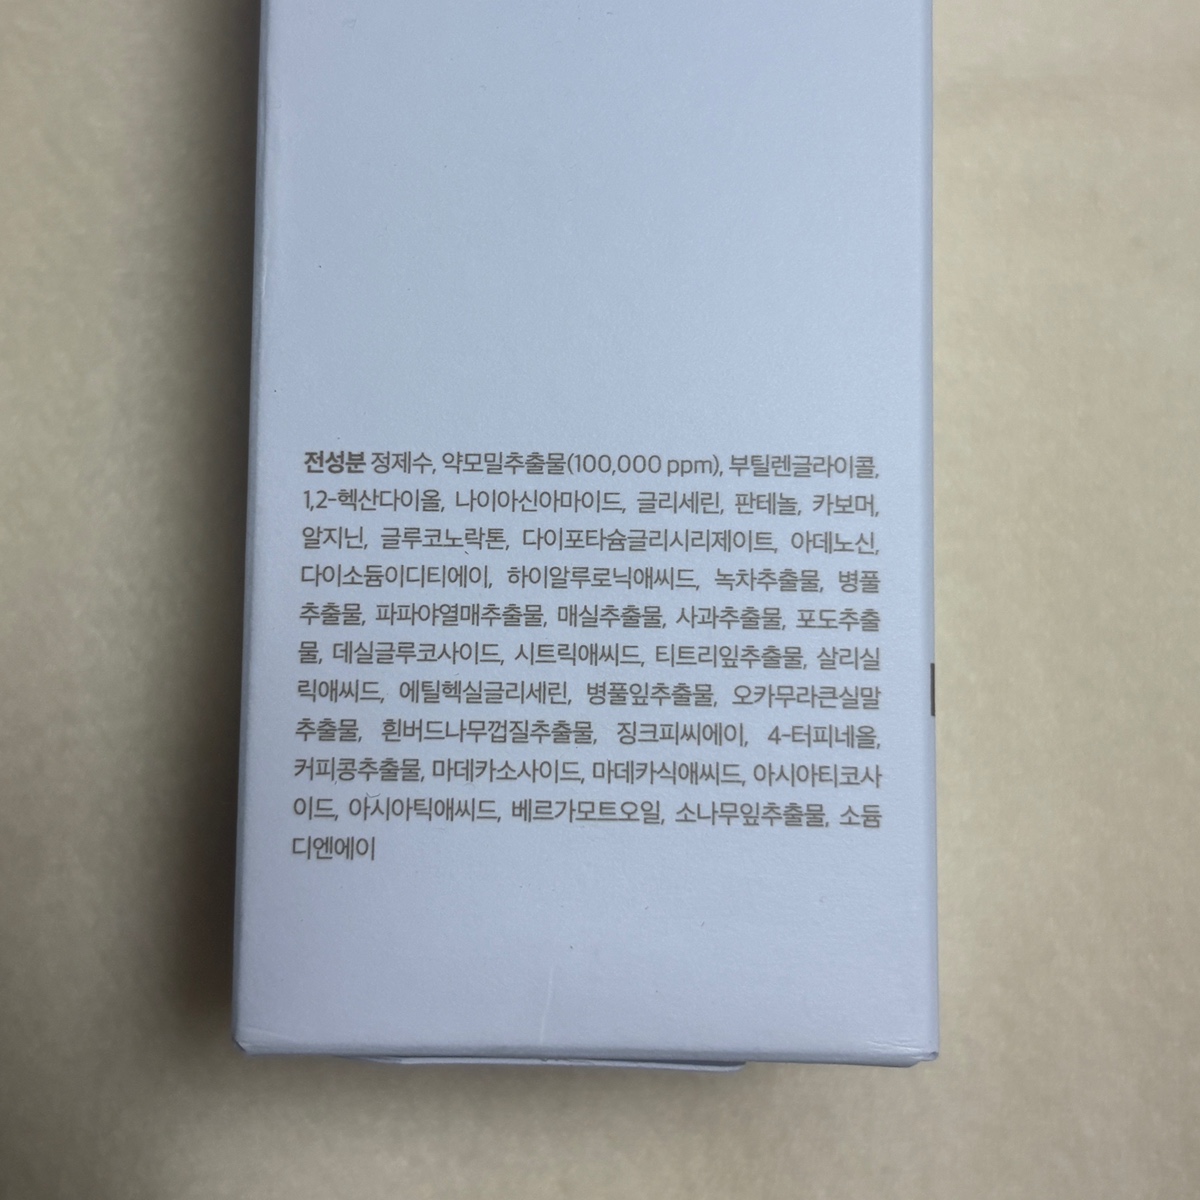 전성분 정제수, 약모밀추출물(100,000 ppm), 부틸렌글라이콜,
1,2-헥산다이올, 나이아신아마이드, 글리세린, 판테놀, 카보머,
알지닌, 글루코노락톤, 다이포타슘글리시리제이트, 아데노신,
다이소듐이디티에이, 하이알루로닉애씨드, 녹차추출물, 병풀
추출물, 파파야열매추출물, 매실추출물, 사과추출물, 포도추출
물, 데실글루코사이드, 시트릭애씨드, 티트리잎추출물, 살리실
릭애씨드, 에틸헥실글리세린, 병풀잎추출물, 오카무라큰실말
추출물, 흰버드나무껍질추출물, 징크피씨에이, 4-터피네올,
커피콩추출물, 마데카소사이드, 마데카식애씨드, 아시아티코사
이드, 아시아틱애씨드, 베르가모트오일, 소나무잎추출물, 소듐
디엔에이